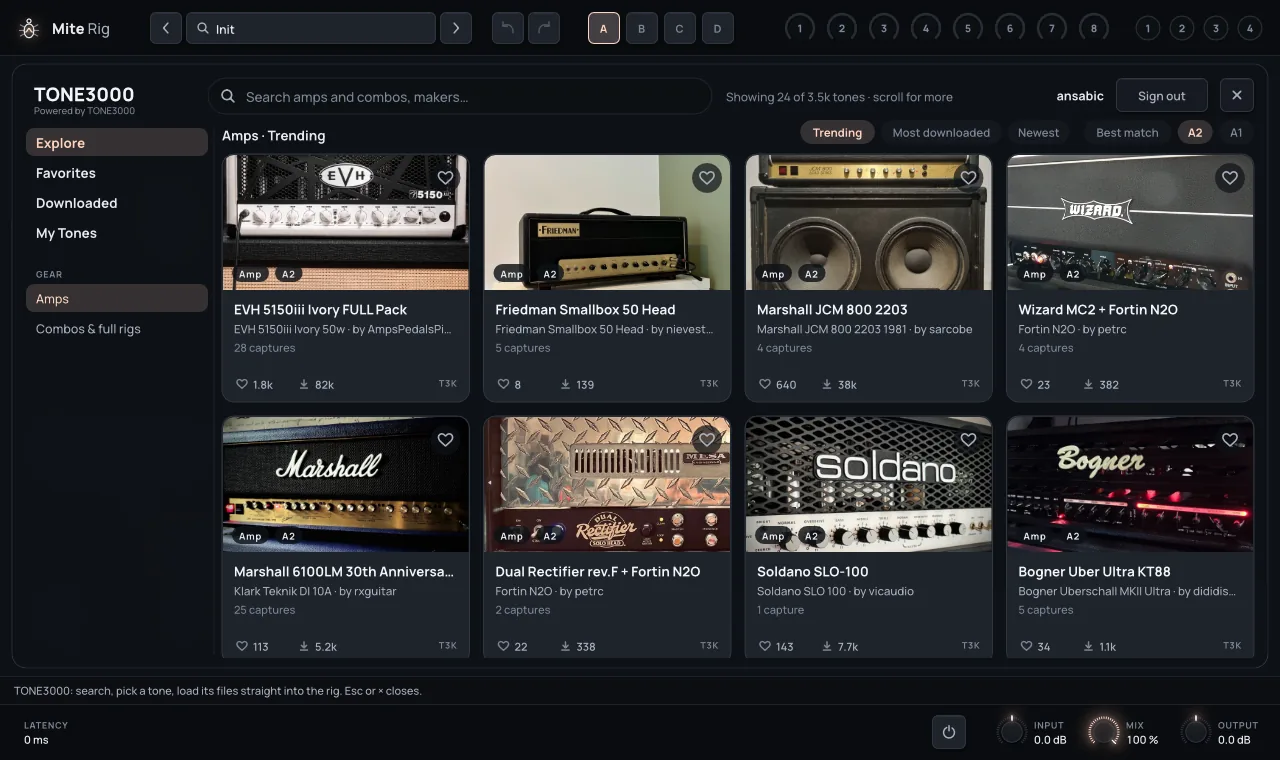 Mite Rig
Init
A B C D
1 2 3 4 5 6 7 8
1 2 3 4
TONE3000
Powered by TONE3000
Search amps and combos, makers...
Showing 24 of 3.5k tones · scroll for more
ansabic
Sign out
Explore
Favorites
Downloaded
My Tones
GEAR
Amps
Combos & full rigs
Amps · Trending
Trending Most downloaded Newest Best match A2 A1
EVH
5150
Amp A2
EVH 5150iii Ivory FULL Pack
EVH 5150iii Ivory 50w · by AmpsPedalsPi...
28 captures
1.8k 82k T3K
FRIEDMAN
Amp A2
Friedman Smallbox 50 Head
Friedman Smallbox 50 Head · by nievest...
5 captures
8 139 T3K
Amp A2
Marshall JCM 800 2203
Marshall JCM 800 2203 1981 · by sarcobe
4 captures
640 38k T3K
WIZARD
Amp A2
Wizard MC2 + Fortin N2O
Fortin N2O · by petrc
4 captures
23 382 T3K
Marshall
Amp A2
Marshall 6100LM 30th Anniversa...
Klark Teknik DI 10A · by rxguitar
25 captures
113 5.2k T3K
MESA
DUAL
Rectifier
SOLO HEAD
Amp A2
Dual Rectifier rev.F + Fortin N2O
Fortin N2O · by petrc
2 captures
22 338 T3K
soldano
Amp A2
Soldano SLO-100
Soldano SLO 100 · by vicaudio
1 capture
143 7.7k T3K
Bogner
Amp A2
Bogner Uber Ultra KT88
Bogner Uberschall MKII Ultra · by dididis...
5 captures
34 1.1k T3K
TONE3000: search, pick a tone, load its files straight into the rig. Esc or × closes.
LATENCY
0 ms
INPUT
0.0 dB
MIX
100 %
OUTPUT
0.0 dB